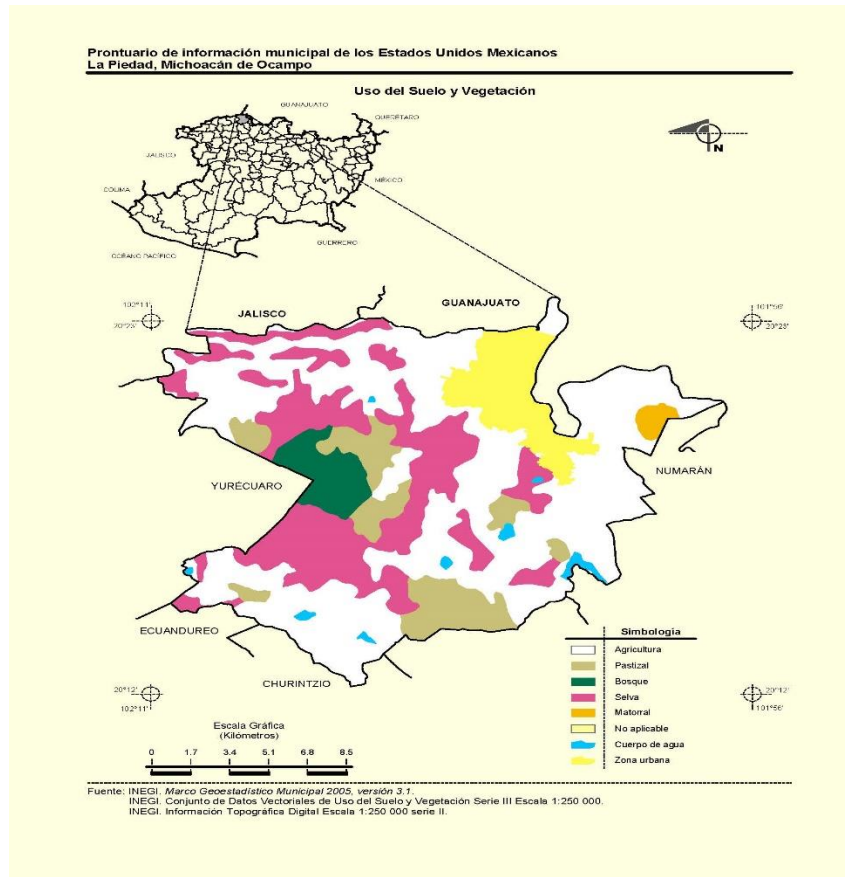 Prontuario de información municipal de los Estados Unidos Mexicanos
La Piedad, Michoacán de Ocampo
Uso del Suelo y Vegetación
GUANAJUATO
QUERÉTARO
JALISCO
N
COLIMA
MÉXICO
GUERRERO
OCÉANO PACÍFICO
102°11'
JALISCO
GUANAJUATO
101°56'
20°28'
20°28'
YURÉCUARO
NUMARÁN
ECUANDUREO
CHURINTZIO
20°12'
102°11'
20°12'
101°56'
Simbología
Agricultura
Pastizal
Bosque
Selva
Matorral
No aplicable
Cuerpo de agua
Zona urbana
Escala Gráfica
(Kilómetros)
0 1.7 3.4 5.1 6.8 8.5
Fuente: INEGI. Marco Geoestadístico Municipal 2005, versión 3.1.
INEGI. Conjunto de Datos Vectoriales de Uso del Suelo y Vegetación Serie III Escala 1:250 000.
INEGI. Información Topográfica Digital Escala 1:250 000 serie II.